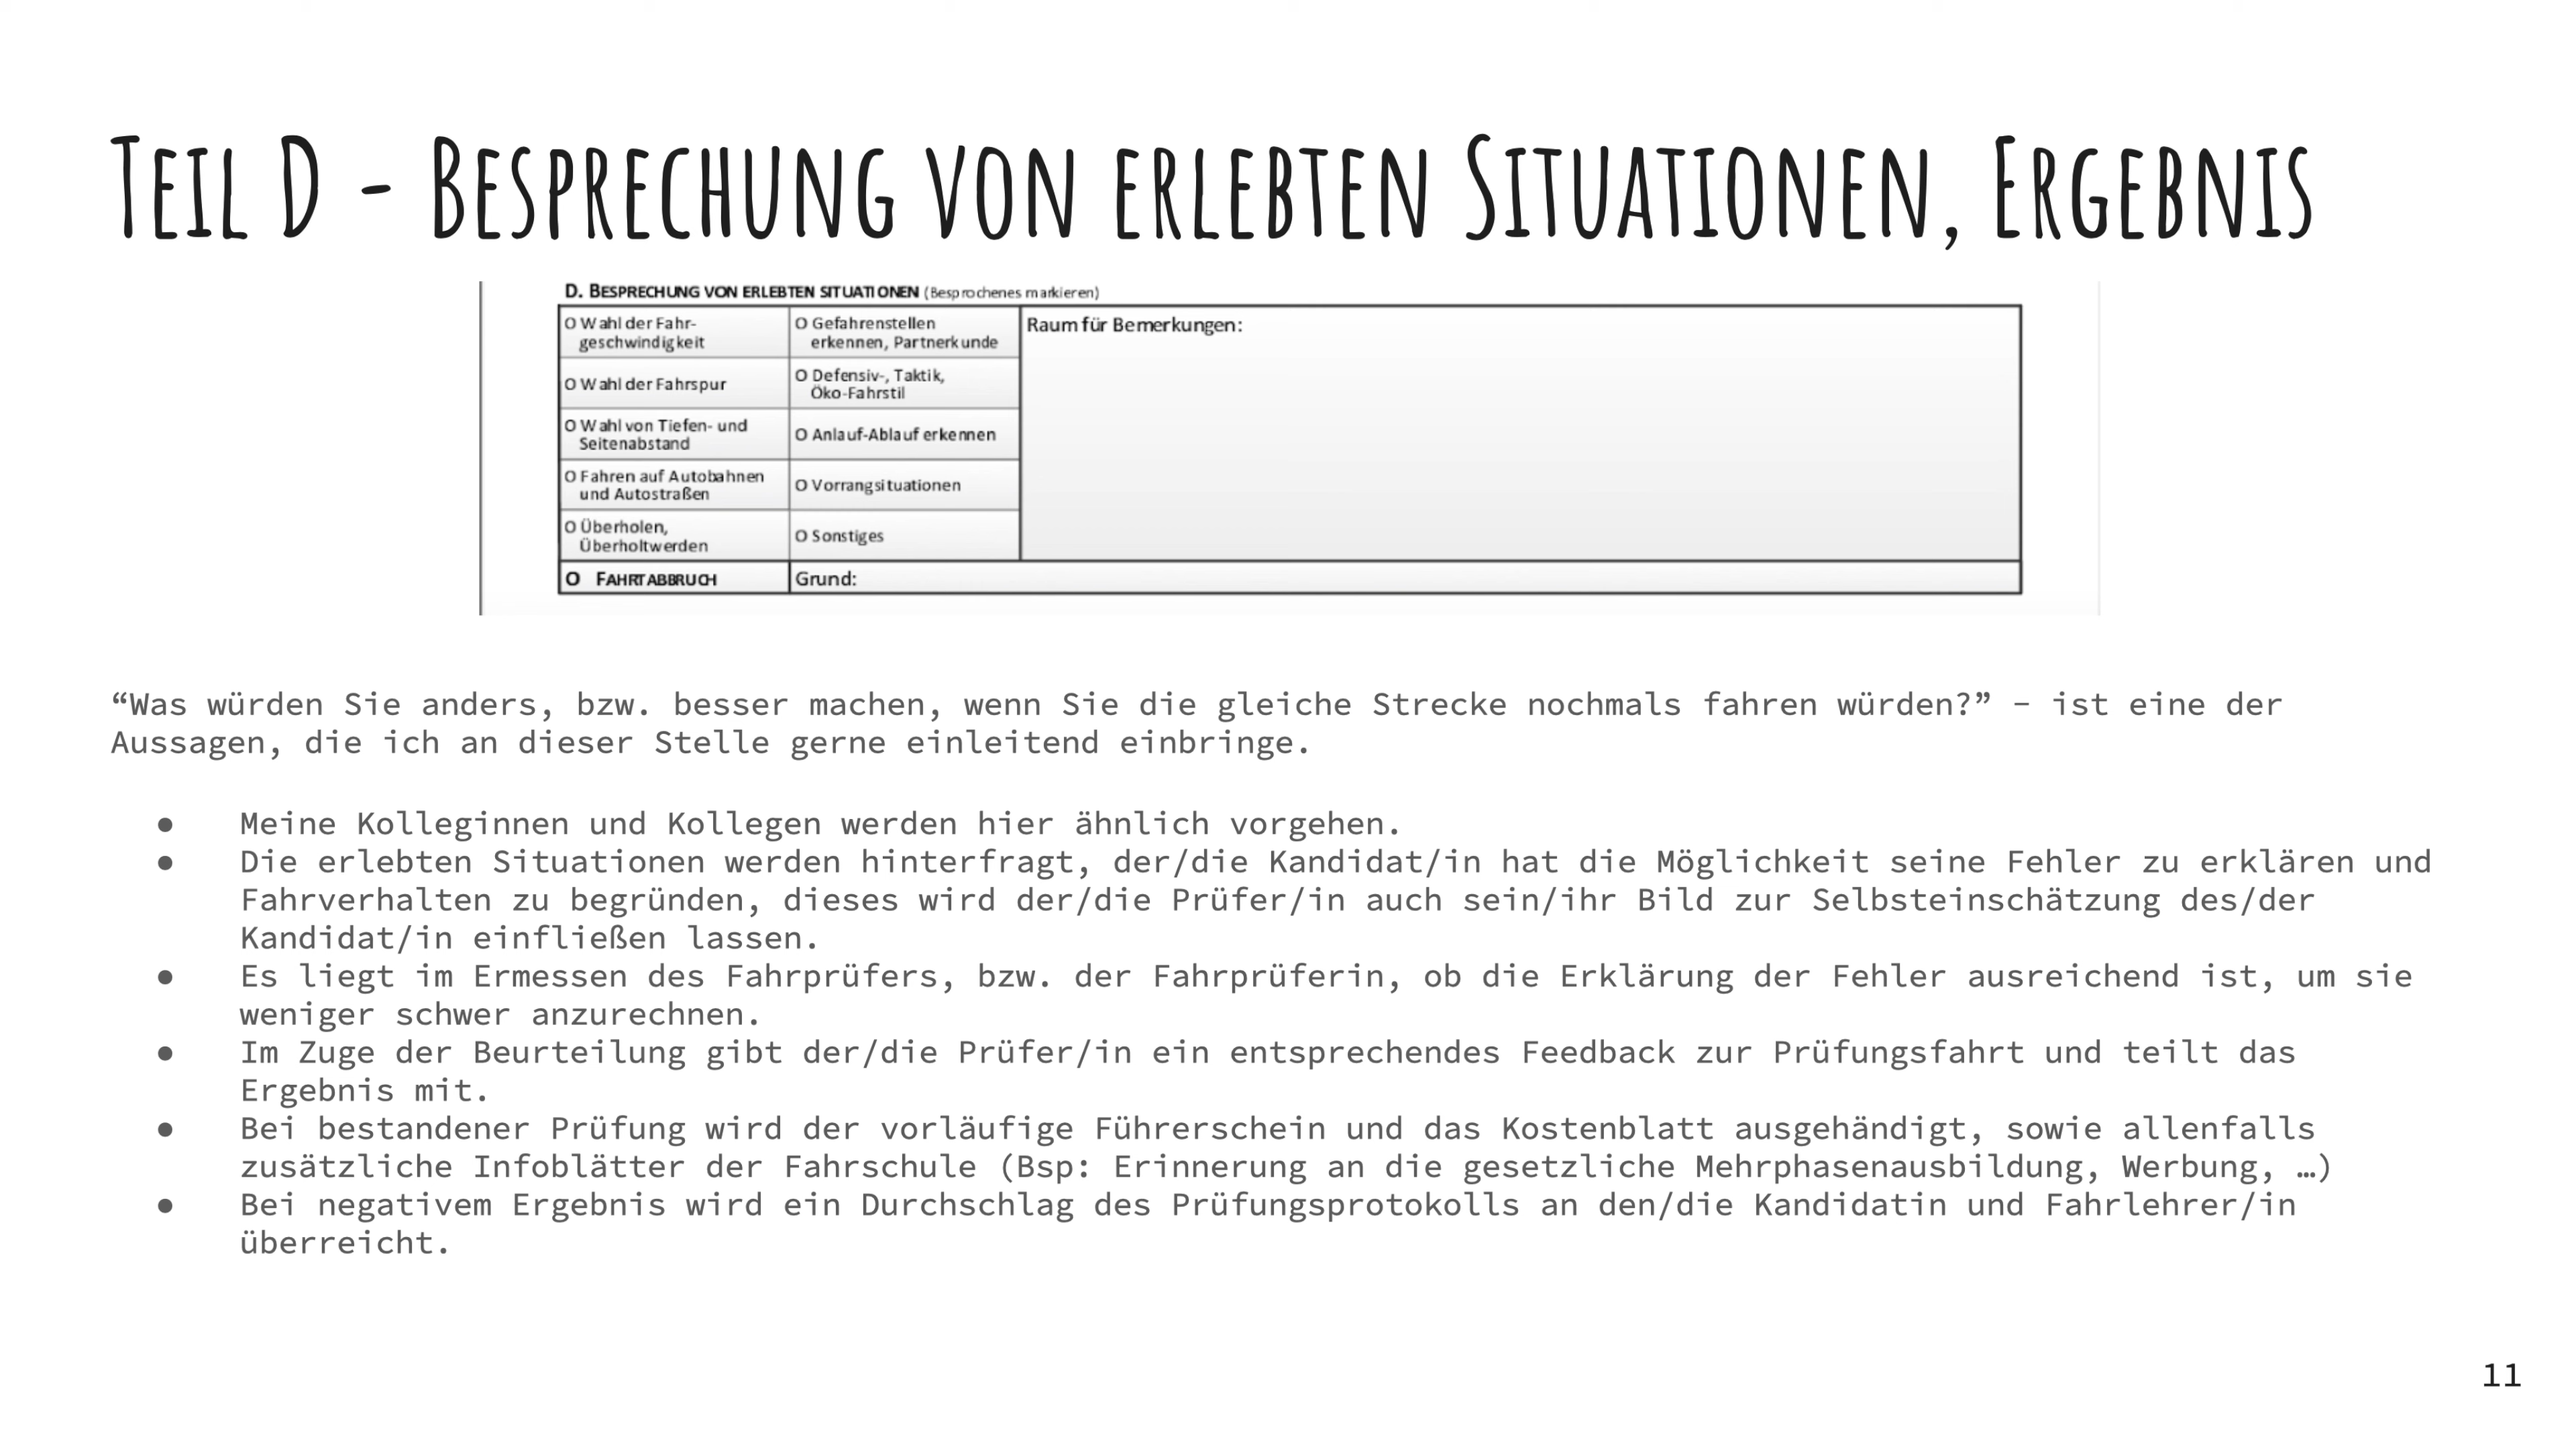 Teil D - Besprechung von erlebten Situationen, Ergebnis
D. BESPRECHUNG VON ERLEBTEN SITUATIONEN (Besprochenes markieren)
O Wahl der Fahr-
geschwindigkeit
O Gefahrenstellen
erkennen, Partnerkunde
Raum für Bemerkungen:
O Wahl der Fahrspur
O Defensiv-, Taktik,
Öko-Fahrstil
O Wahl von Tiefen- und
Seitenabstand
O Anlauf-Ablauf erkennen
O Fahren auf Autobahnen
und Autostraßen
O Vorrangsituationen
O Überholen,
Überholtwerden
O Sonstiges
O FAHRTABBRUCH
Grund:
“Was würden Sie anders, bzw. besser machen, wenn Sie die gleiche Strecke nochmals fahren würden?” - ist eine der
Aussagen, die ich an dieser Stelle gerne einleitend einbringe.
● Meine Kolleginnen und Kollegen werden hier ähnlich vorgehen.
● Die erlebten Situationen werden hinterfragt, der/die Kandidat/in hat die Möglichkeit seine Fehler zu erklären und
Fahrverhalten zu begründen, dieses wird der/die Prüfer/in auch sein/ihr Bild zur Selbsteinschätzung des/der
Kandidat/in einfließen lassen.
● Es liegt im Ermessen des Fahrprüfers, bzw. der Fahrprüferin, ob die Erklärung der Fehler ausreichend ist, um sie
weniger schwer anzurechnen.
● Im Zuge der Beurteilung gibt der/die Prüfer/in ein entsprechendes Feedback zur Prüfungsfahrt und teilt das
Ergebnis mit.
● Bei bestandener Prüfung wird der vorläufige Führerschein und das Kostenblatt ausgehändigt, sowie allenfalls
zusätzliche Infoblätter der Fahrschule (Bsp: Erinnerung an die gesetzliche Mehrphasenausbildung, Werbung, …)
● Bei negativem Ergebnis wird ein Durchschlag des Prüfungsprotokolls an den/die Kandidatin und Fahrlehrer/in
überreicht.
11